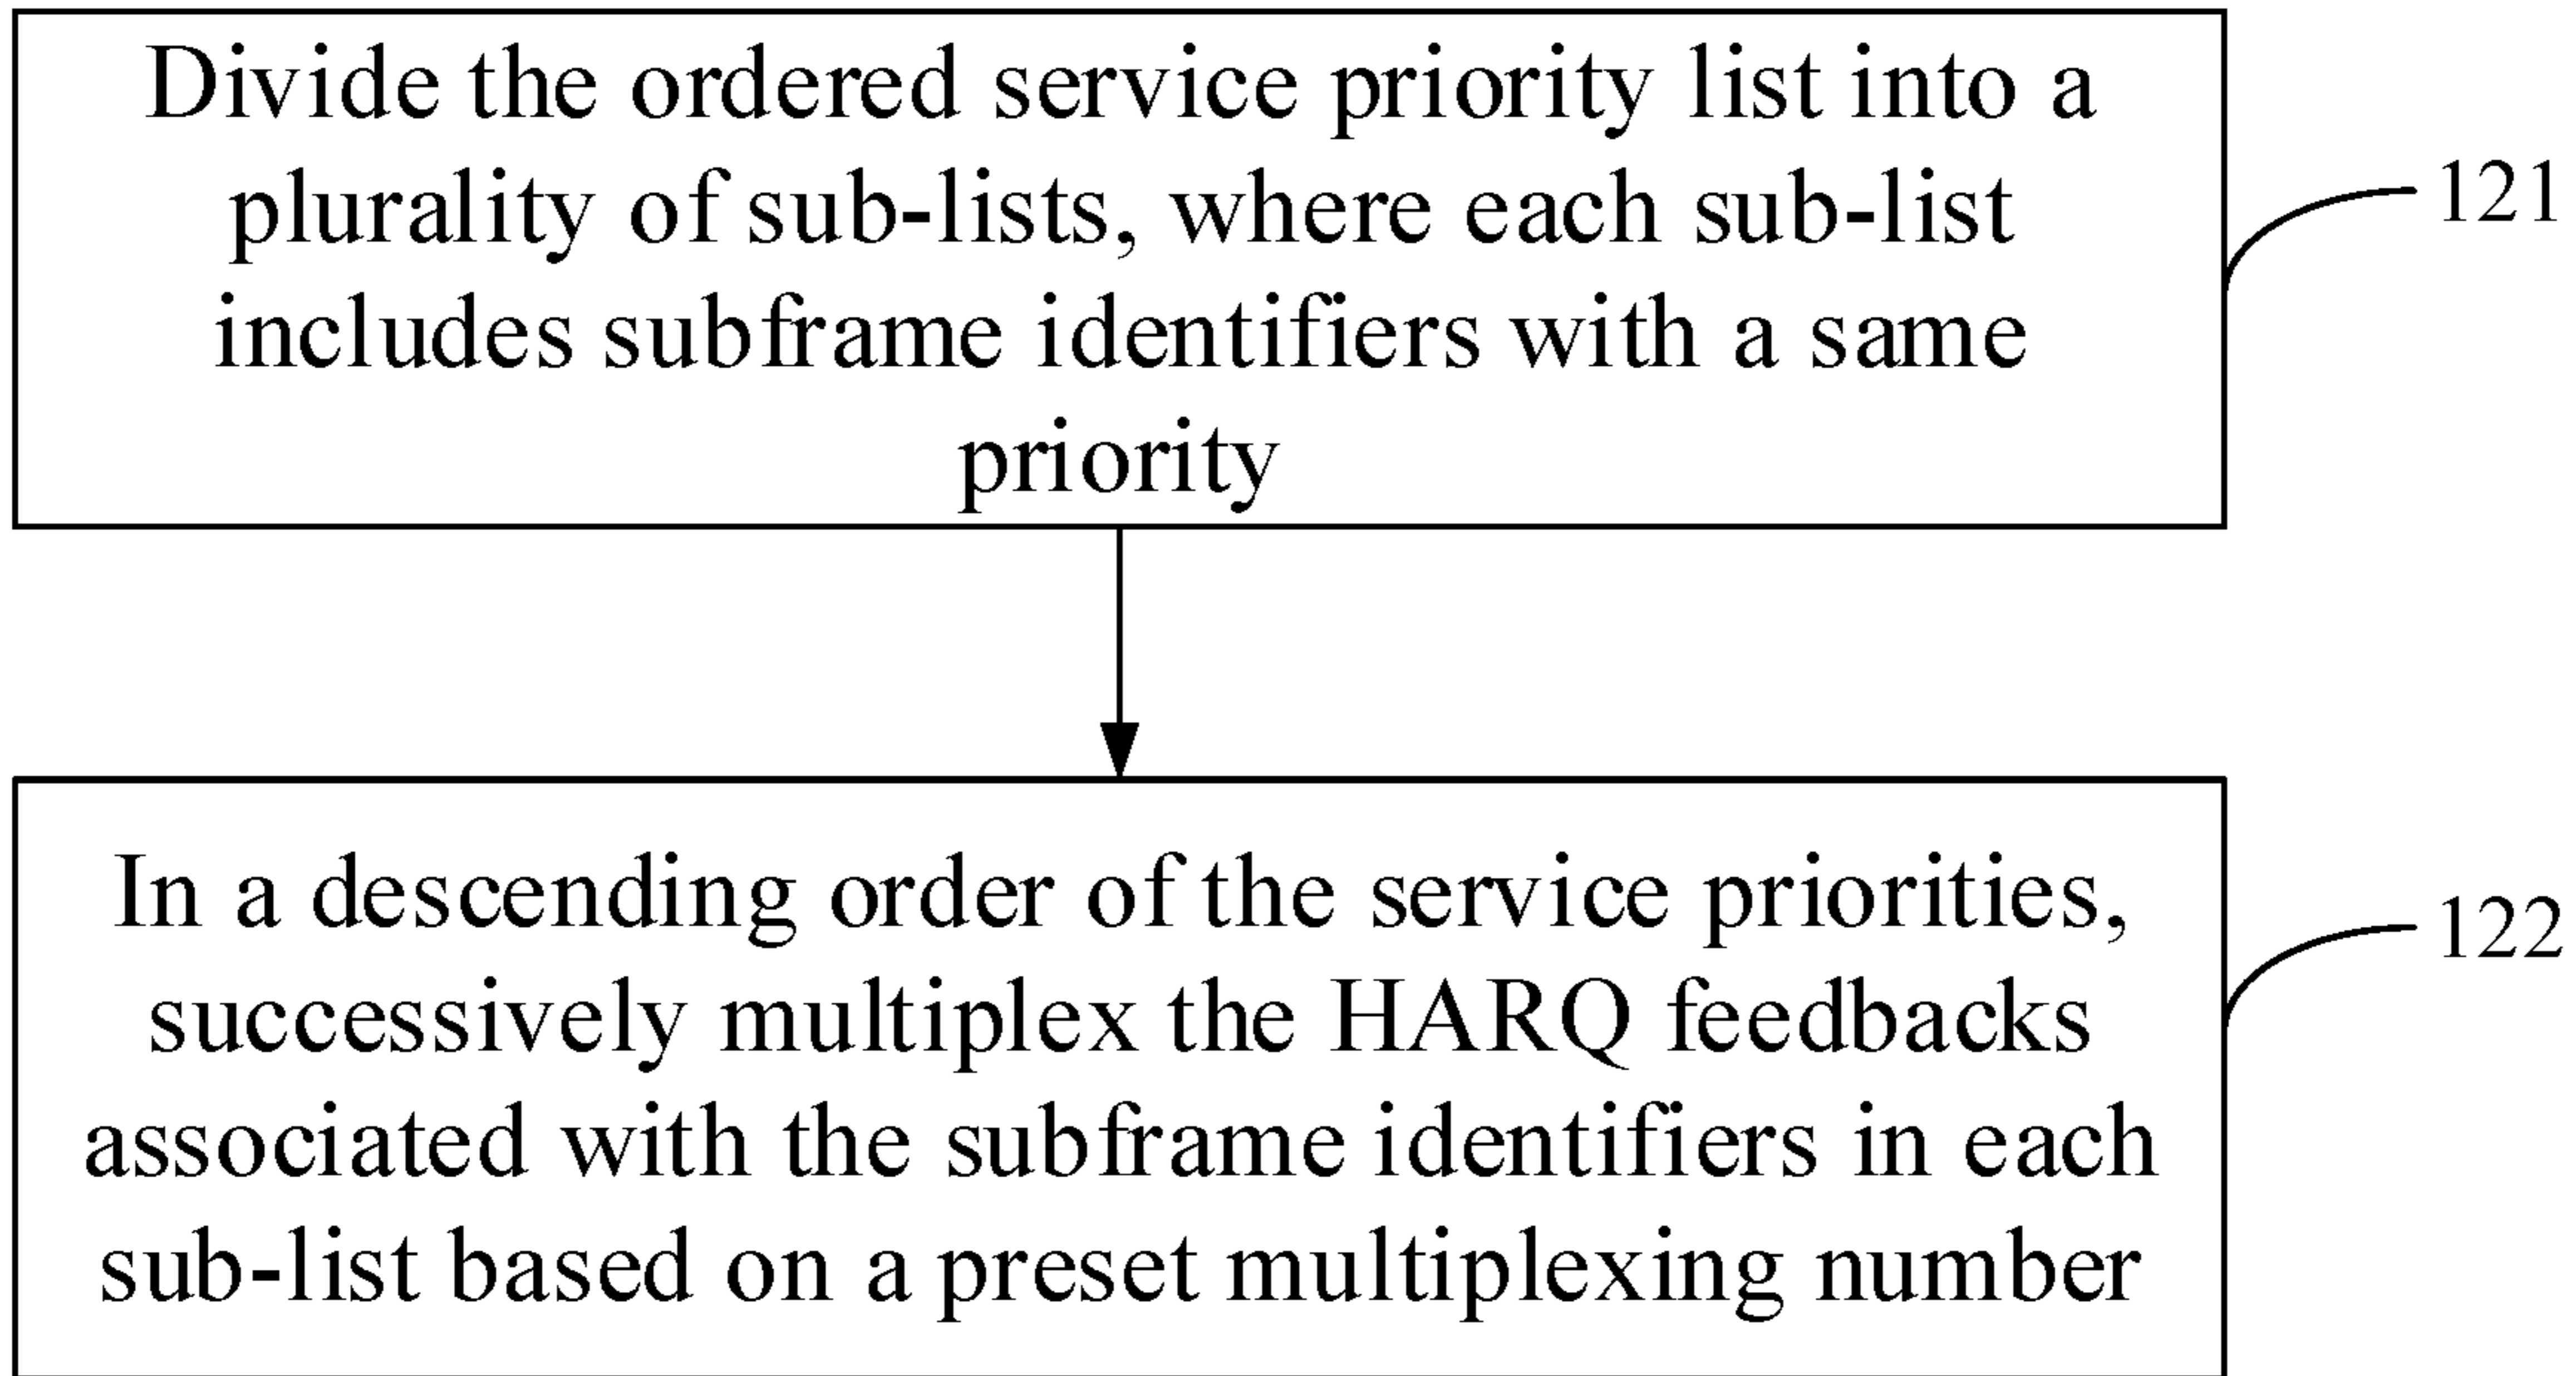 Divide the ordered service priority list into a
plurality of sub-lists, where each sub-list
includes subframe identifiers with a same
priority
121
In a descending order of the service priorities,
successively multiplex the HARQ feedbacks
associated with the subframe identifiers in each
sub-list based on a preset multiplexing number
122